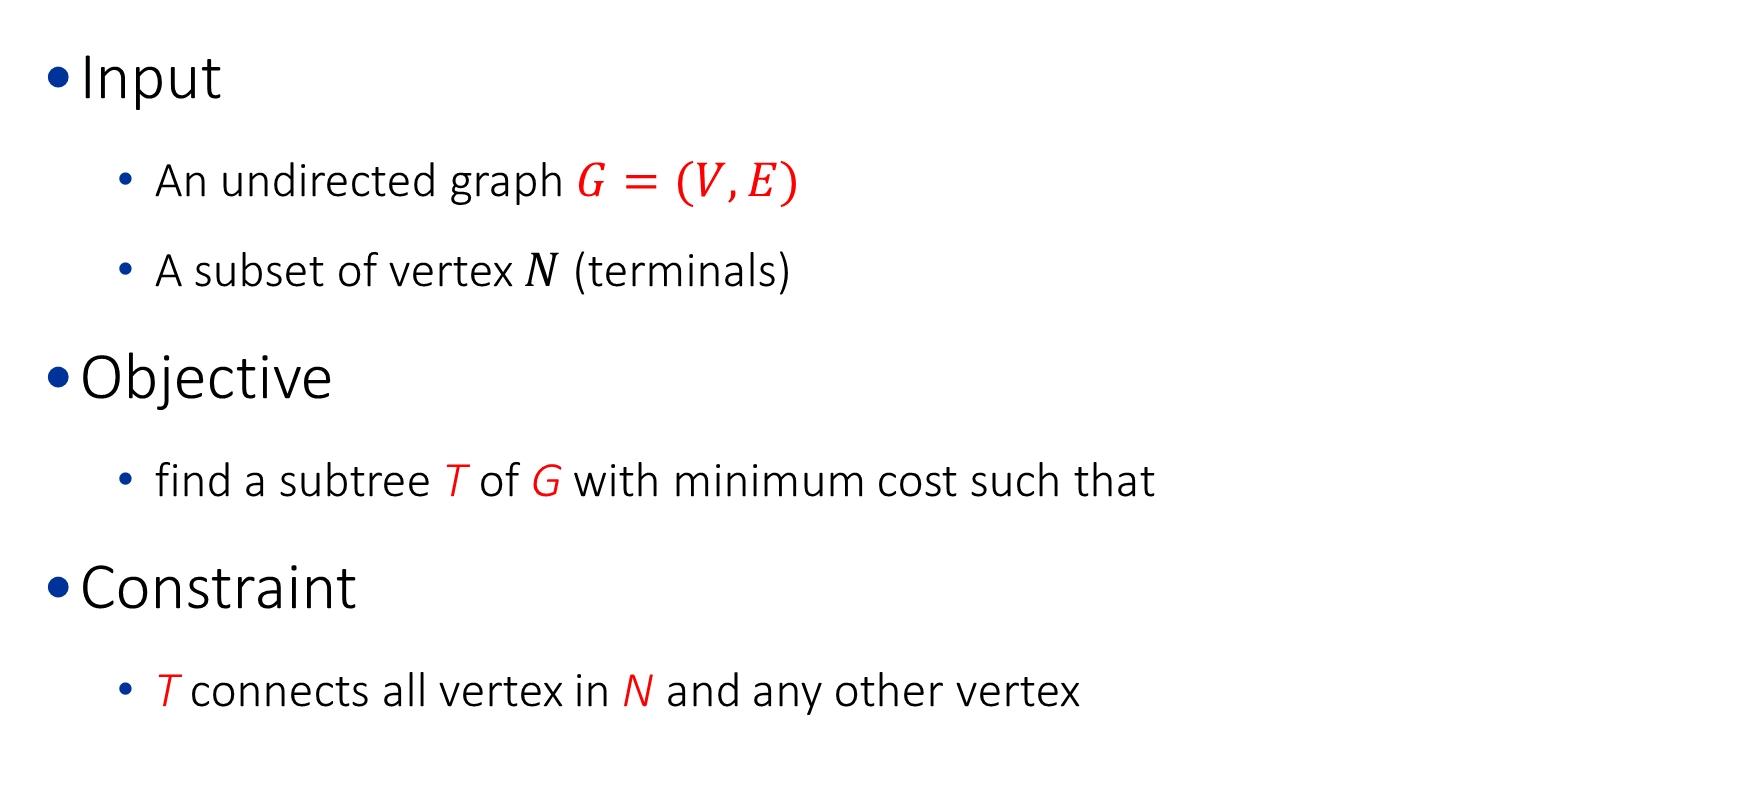 • Input
• An undirected graph G = (V, E)
• A subset of vertex N (terminals)
• Objective
• find a subtree T of G with minimum cost such that
• Constraint
• T connects all vertex in N and any other vertex